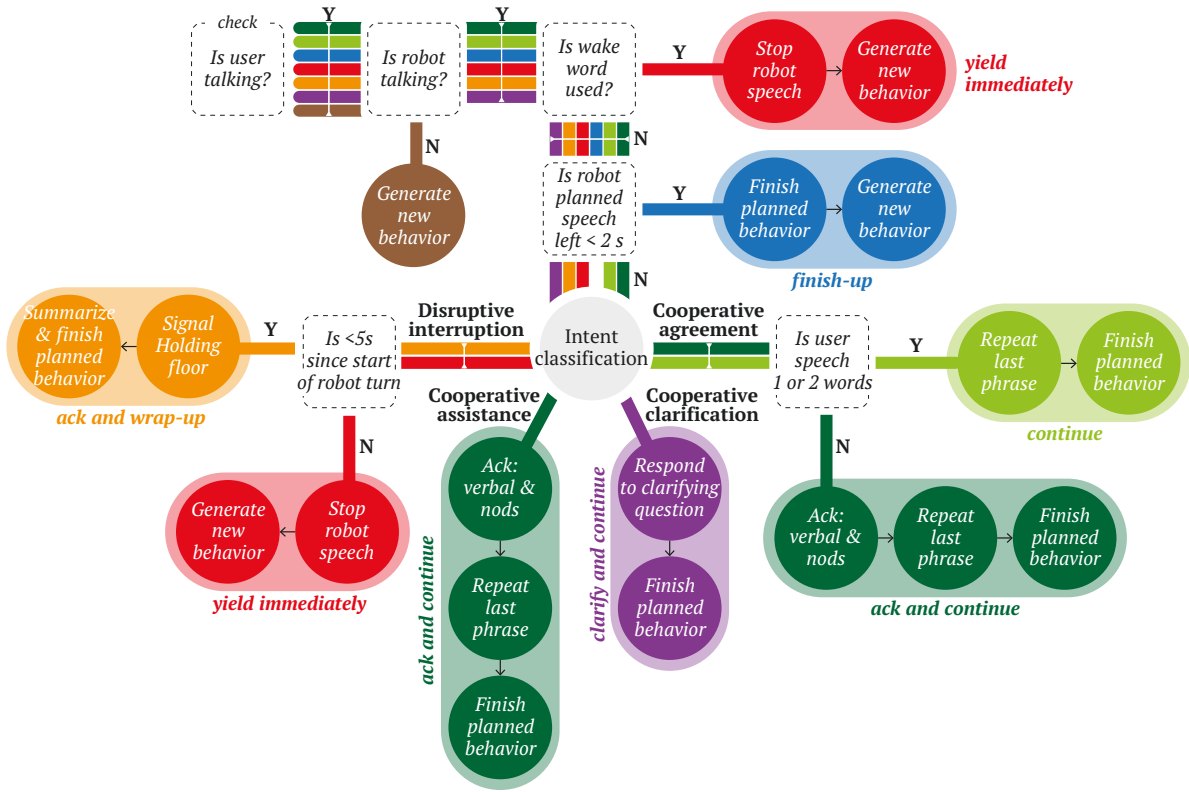 check
Is user
talking?
Y
Is robot
talking?
Y
Is wake
word
used?
Y
Stop
robot
speech
Generate
new
behavior
yield
immediately
N
Generate
new
behavior
N
Is robot
planned
speech
left < 2 s
Y
Finish
planned
behavior
Generate
new
behavior
finish-up
N
Intent
classification
Disruptive
interruption
Is <5s
since start
of robot turn
Y
Signal
Holding
floor
Summarize
& finish
planned
behavior
ack and wrap-up
N
Stop
robot
speech
Generate
new
behavior
yield immediately
Cooperative
assistance
Ack:
verbal &
nods
Repeat
last
phrase
Finish
planned
behavior
ack and continue
Cooperative
clarification
Respond
to clarifying
question
Finish
planned
behavior
clarify and continue
Cooperative
agreement
Is user
speech
1 or 2 words
Y
Repeat
last
phrase
Finish
planned
behavior
continue
N
Ack:
verbal &
nods
Repeat
last
phrase
Finish
planned
behavior
ack and continue